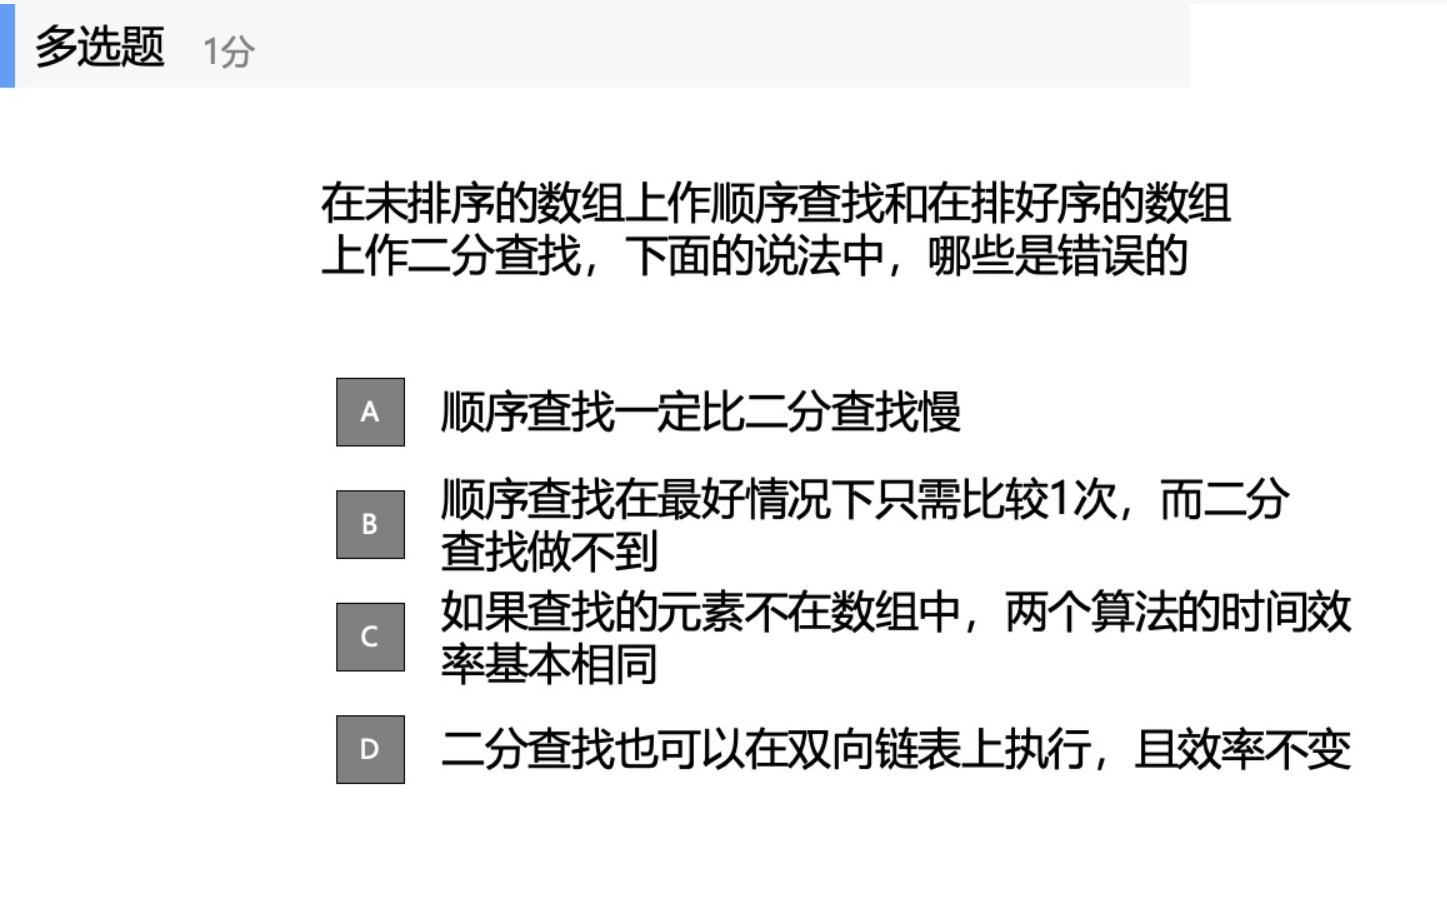 多选题 1分
在未排序的数组上作顺序查找和在排好序的数组
上作二分查找，下面的说法中，哪些是错误的
A 顺序查找一定比二分查找慢
B 顺序查找在最好情况下只需比较1次，而二分
查找做不到
C 如果查找的元素不在数组中，两个算法的时间效
率基本相同
D 二分查找也可以在双向链表上执行，且效率不变